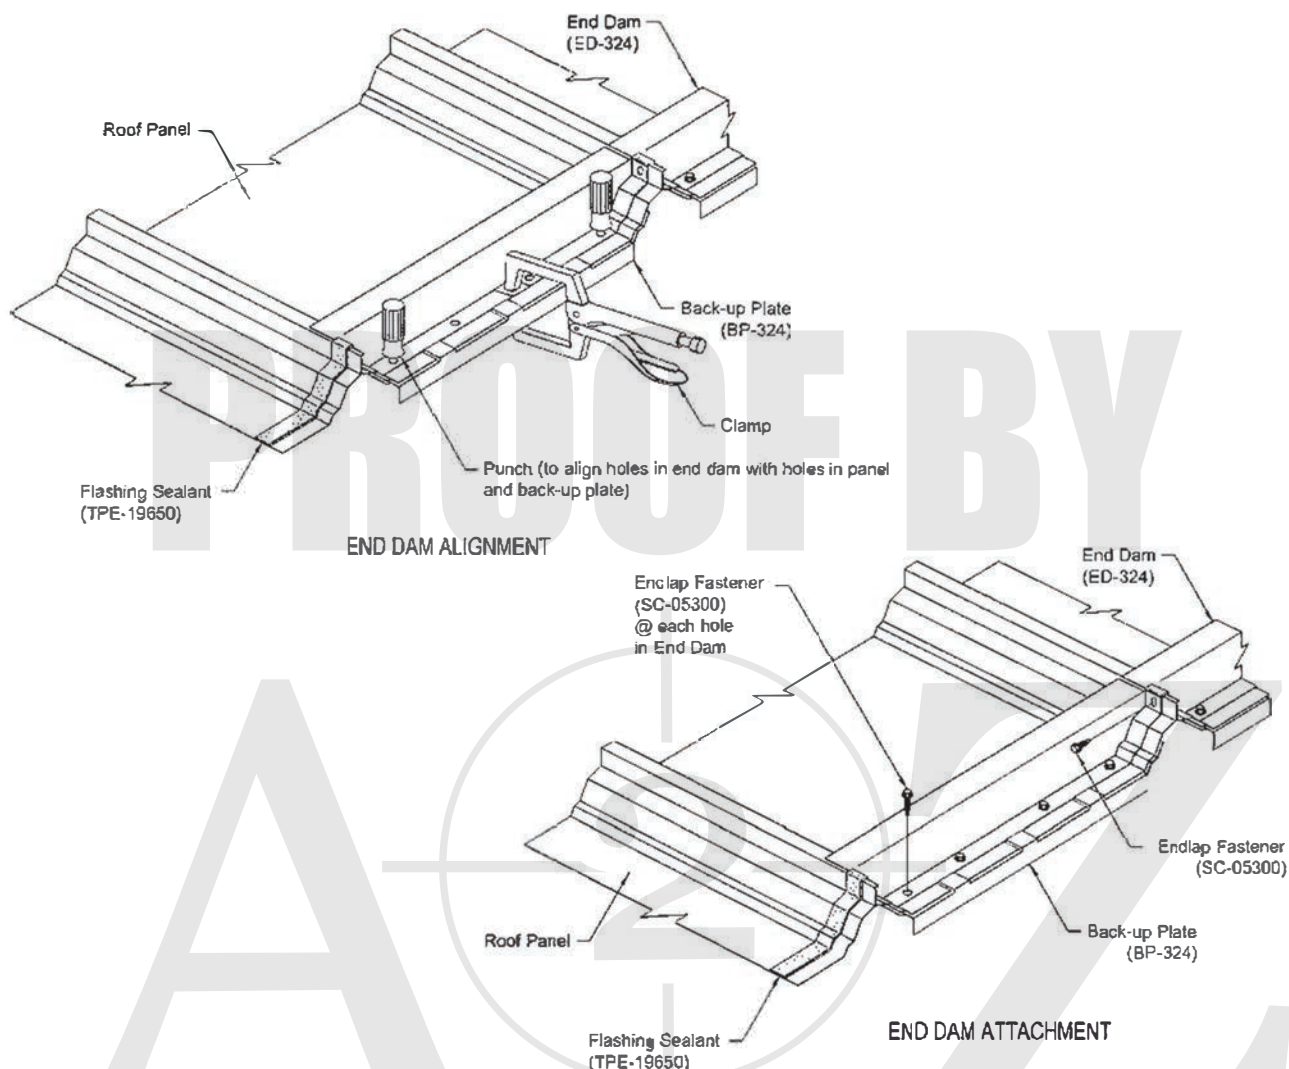 End Dam
(ED-324)
Roof Panel
Back-up Plate
(BP-324)
Clamp
Punch (to align holes in end dam with holes in panel
and back-up plate)
Flashing Sealant
(TPE-19650)
END DAM ALIGNMENT
PROOF BY
End Dam
(ED-324)
Endlap Fastener
(SC-05300)
@ each hole
in End Dam
Endlap Fastener
(SC-05300)
Roof Panel
Back-up Plate
(BP-324)
Flashing Sealant
(TPE-19650)
END DAM ATTACHMENT
A2Z